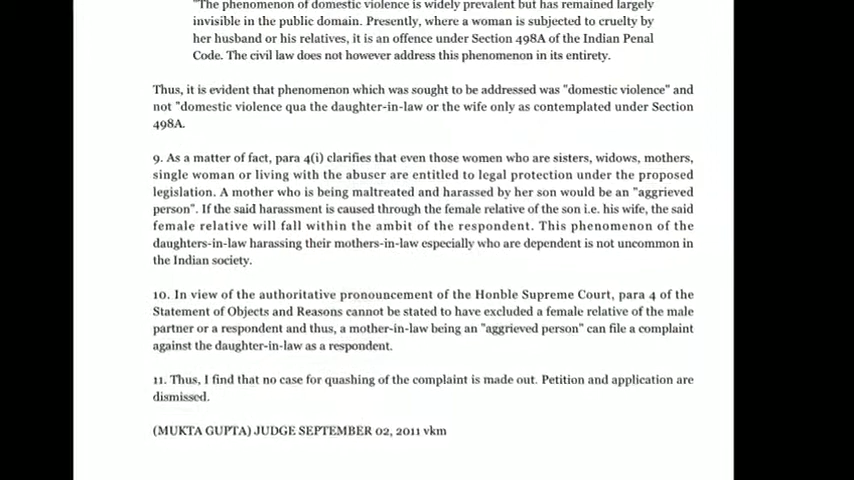 "The phenomenon of domestic violence is widely prevalent but has remained largely
invisible in the public domain. Presently, where a woman is subjected to cruelty by
her husband or his relatives, it is an offence under Section 498A of the Indian Penal
Code. The civil law does not however address this phenomenon in its entirety.
Thus, it is evident that phenomenon which was sought to be addressed was "domestic violence" and
not "domestic violence qua the daughter-in-law or the wife only as contemplated under Section
498A.
9. As a matter of fact, para 4(i) clarifies that even those women who are sisters, widows, mothers,
single woman or living with the abuser are entitled to legal protection under the proposed
legislation. A mother who is being maltreated and harassed by her son would be an "aggrieved
person". If the said harassment is caused through the female relative of the son i.e. his wife, the said
female relative will fall within the ambit of the respondent. This phenomenon of the
daughters-in-law harassing their mothers-in-law especially who are dependent is not uncommon in
the Indian society.
10. In view of the authoritative pronouncement of the Honble Supreme Court, para 4 of the
Statement of Objects and Reasons cannot be stated to have excluded a female relative of the male
partner or a respondent and thus, a mother-in-law being an "aggrieved person" can file a complaint
against the daughter-in-law as a respondent.
11. Thus, I find that no case for quashing of the complaint is made out. Petition and application are
dismissed.
(MUKTA GUPTA) JUDGE SEPTEMBER 02, 2011 vkm